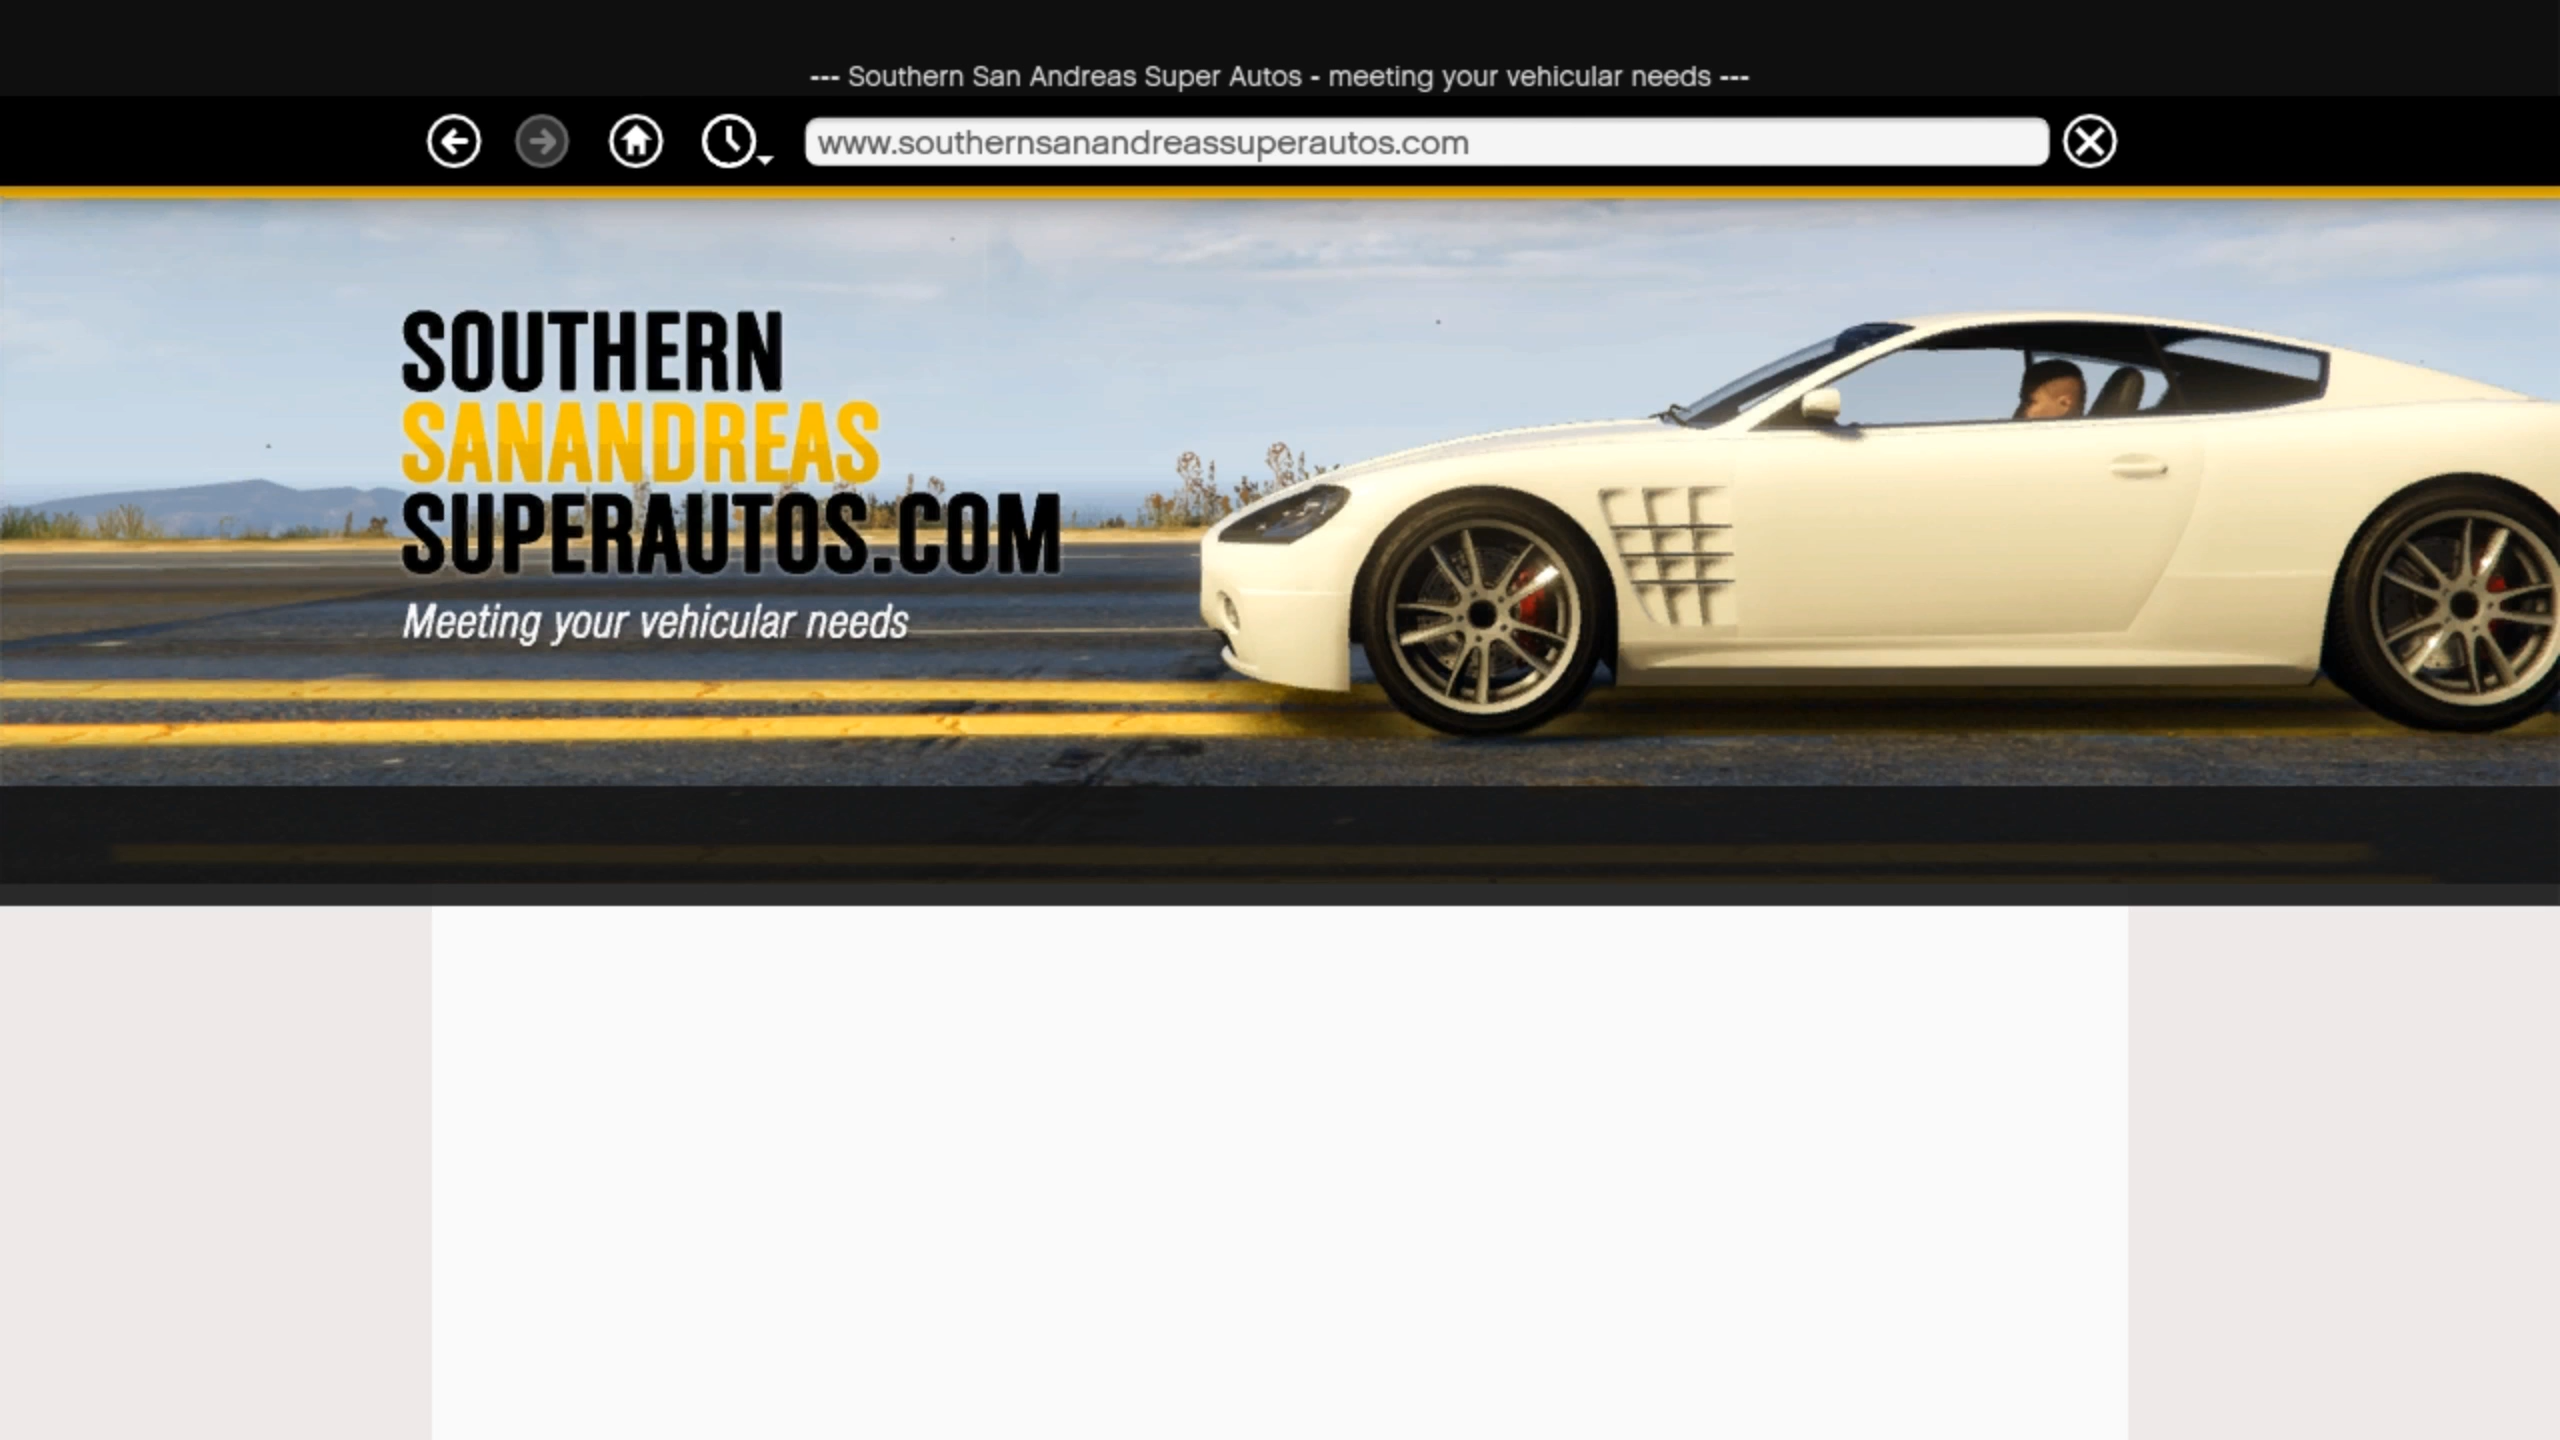 --- Southern San Andreas Super Autos - meeting your vehicular needs ---
www.southernsanandreassuperautos.com
SOUTHERN
SANANDREAS
SUPERAUTOS.COM
Meeting your vehicular needs